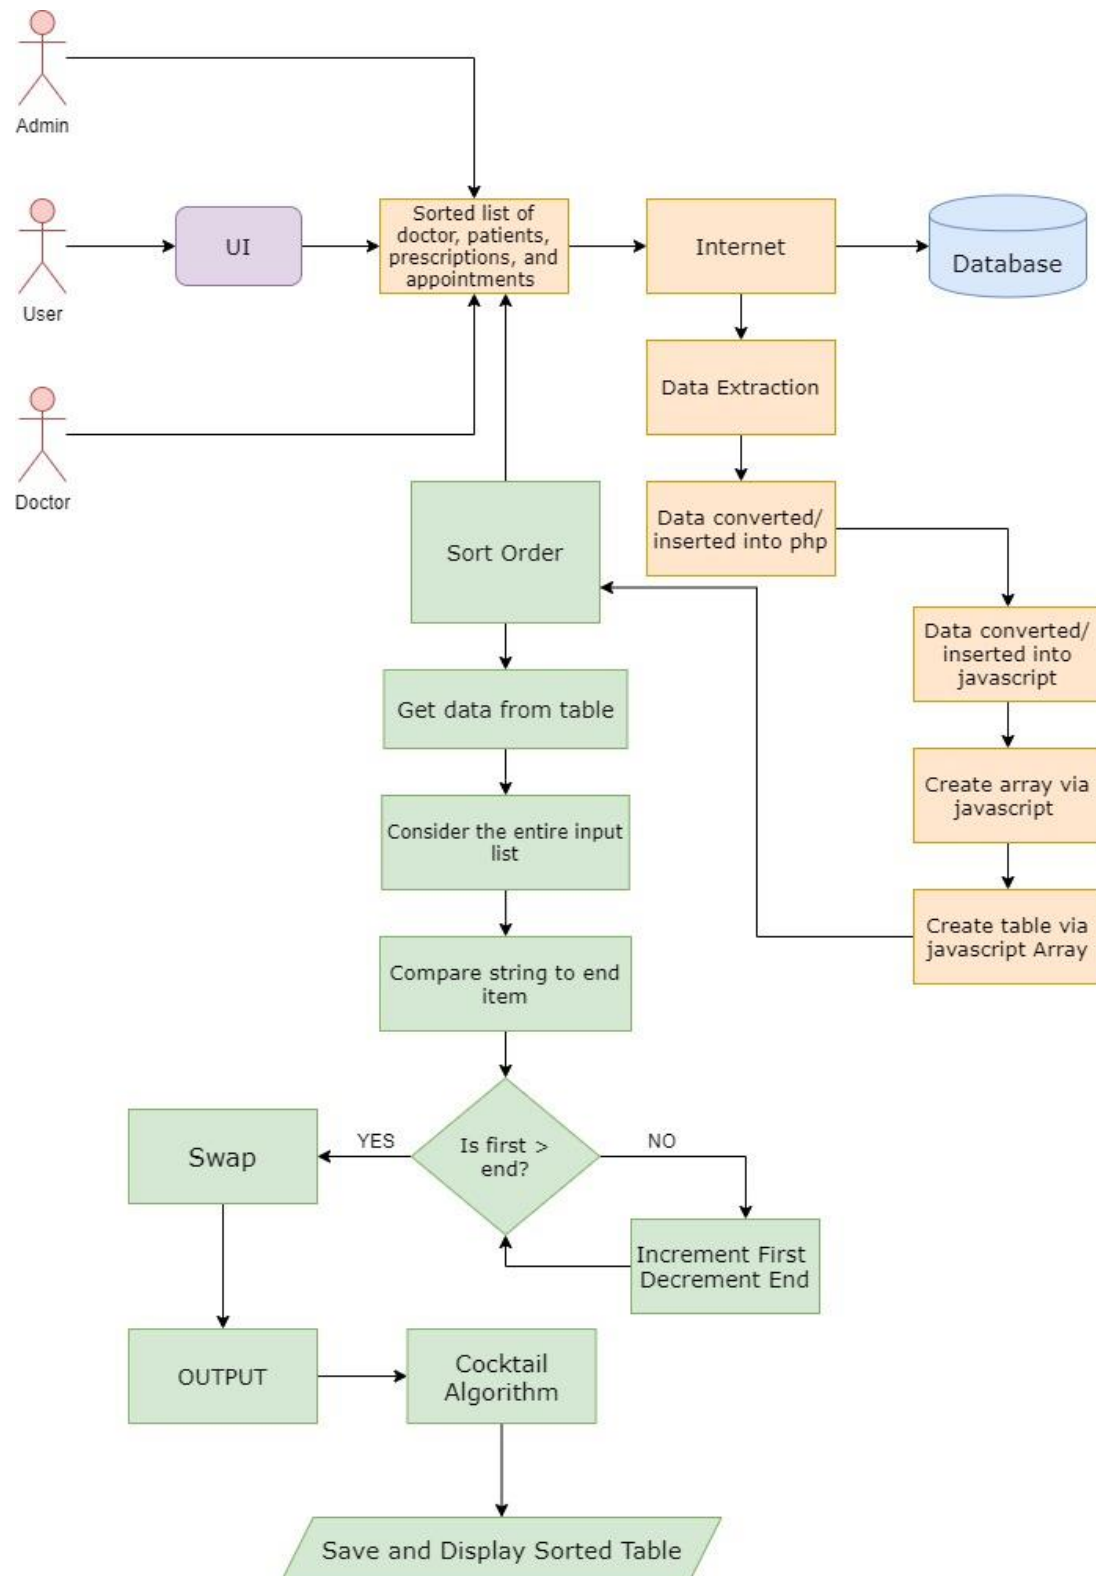 Admin
Sorted list of
doctor, patients,
prescriptions, and
appointments
UI
Internet
Database
User
Data Extraction
Doctor
Data converted/
inserted into php
Sort Order
Data converted/
inserted into
javascript
Get data from table
Create array via
javascript
Consider the entire input
list
Create table via
javascript Array
Compare string to end
item
Is first >
end?
YES
NO
Swap
Increment First
Decrement End
OUTPUT
Cocktail
Algorithm
Save and Display Sorted Table